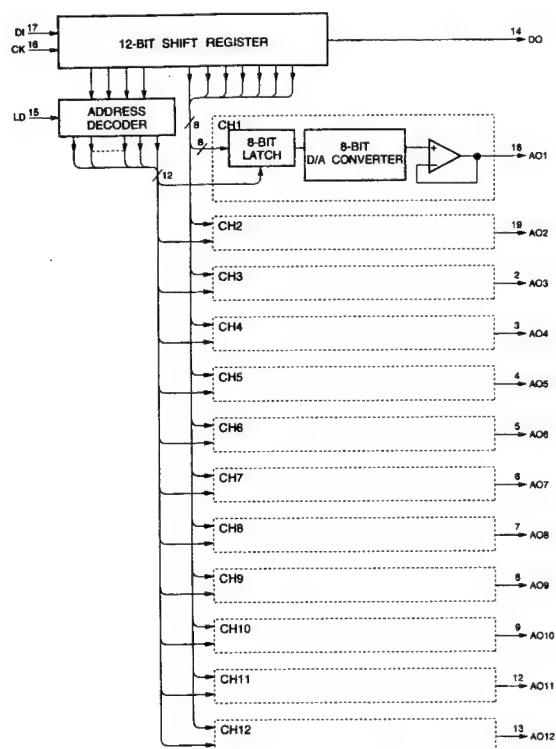 DI 17
CK 16
12-BIT SHIFT REGISTER
14 DO
LD 15
ADDRESS
DECODER
12
8
8
CH1
8-BIT
LATCH
8-BIT
D/A CONVERTER
+
−
18 AO1
CH2
19 AO2
CH3
2 AO3
CH4
3 AO4
CH5
4 AO5
CH6
5 AO6
CH7
6 AO7
CH8
7 AO8
CH9
8 AO9
CH10
9 AO10
CH11
12 AO11
CH12
13 AO12